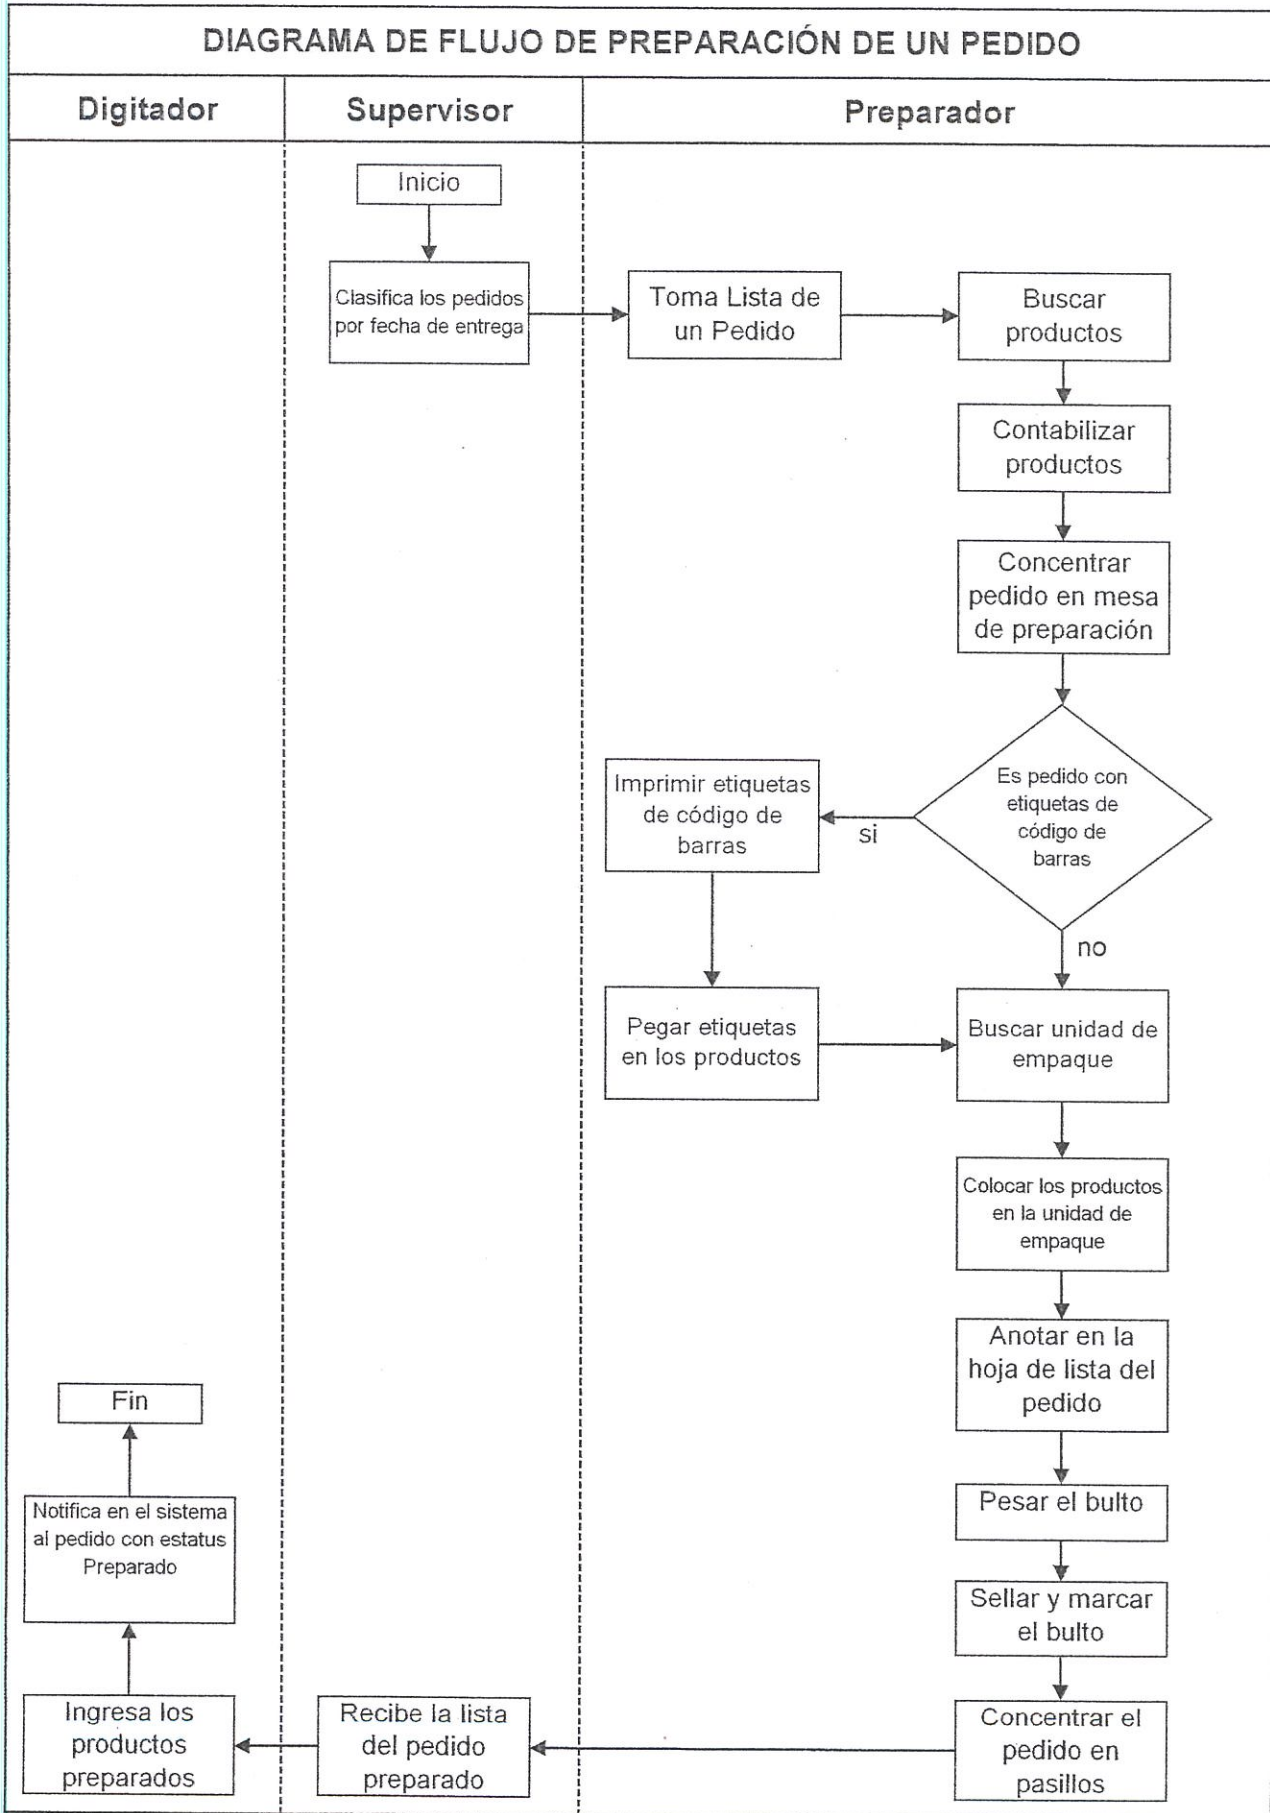 DIAGRAMA DE FLUJO DE PREPARACIÓN DE UN PEDIDO
Digitador
Supervisor
Preparador
Inicio
Clasifica los pedidos
por fecha de entrega
Toma Lista de
un Pedido
Buscar
productos
Contabilizar
productos
Concentrar
pedido en mesa
de preparación
Es pedido con
etiquetas de
código de
barras
si
Imprimir etiquetas
de código de
barras
no
Pegar etiquetas
en los productos
Buscar unidad de
empaque
Colocar los productos
en la unidad de
empaque
Anotar en la
hoja de lista del
pedido
Pesar el bulto
Sellar y marcar
el bulto
Concentrar el
pedido en
pasillos
Recibe la lista
del pedido
preparado
Ingresa los
productos
preparados
Notifica en el sistema
al pedido con estatus
Preparado
Fin